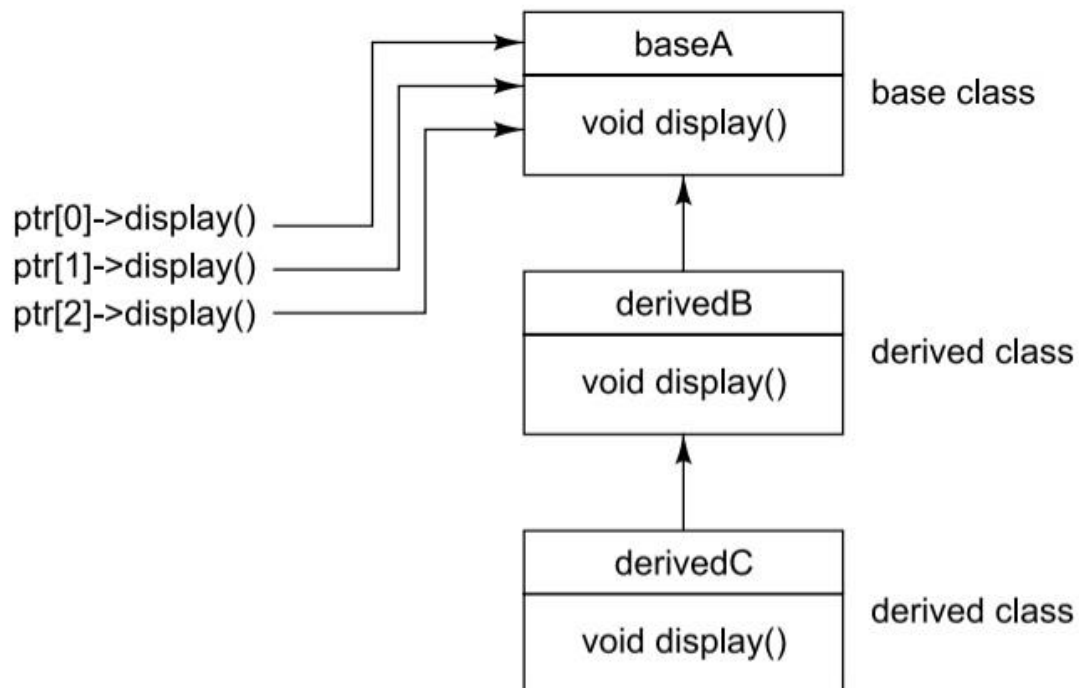 baseA
base class
void display()
ptr[0]->display()
ptr[1]->display()
ptr[2]->display()
derivedB
derived class
void display()
derivedC
derived class
void display()